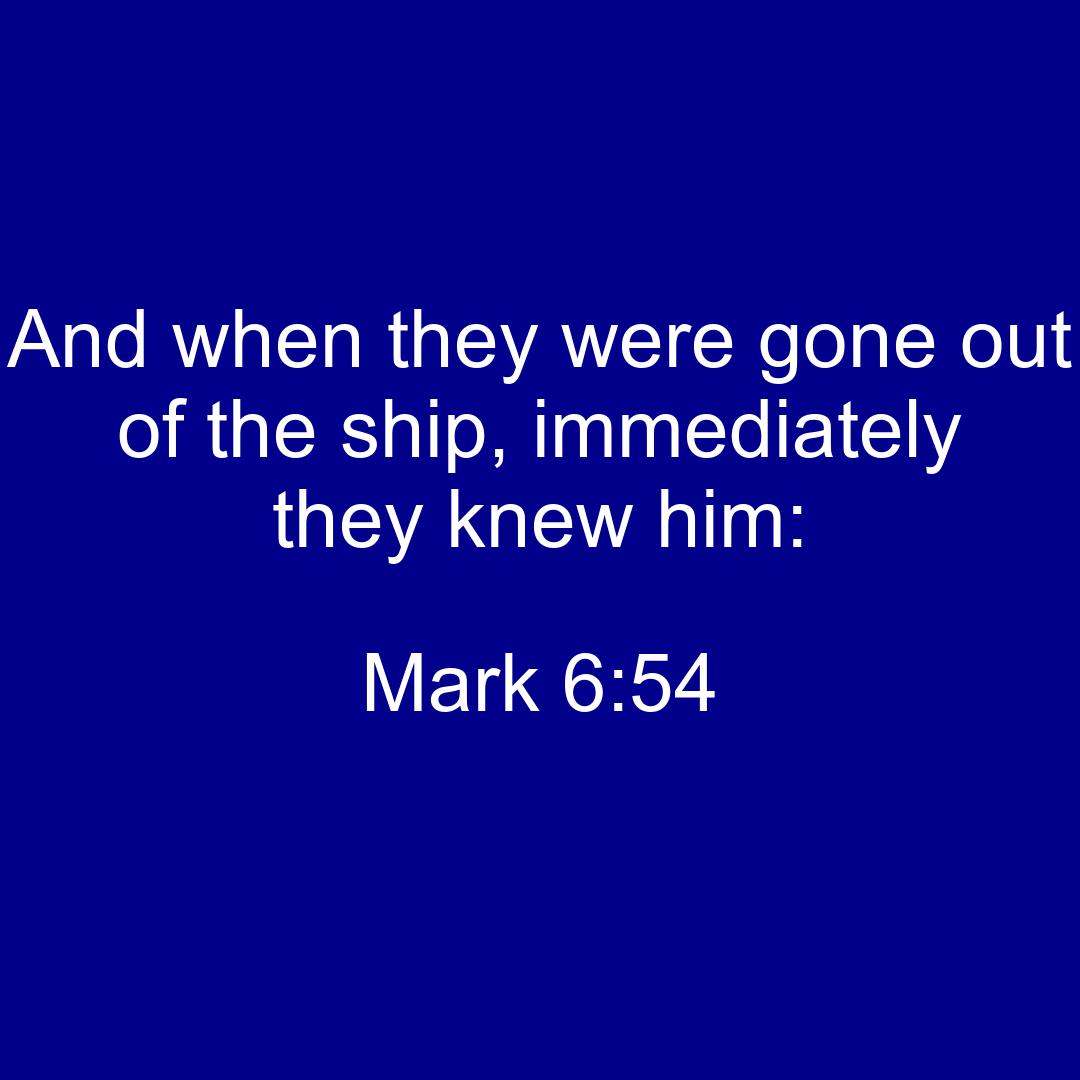 And when they were gone out
of the ship, immediately
they knew him:
Mark 6:54